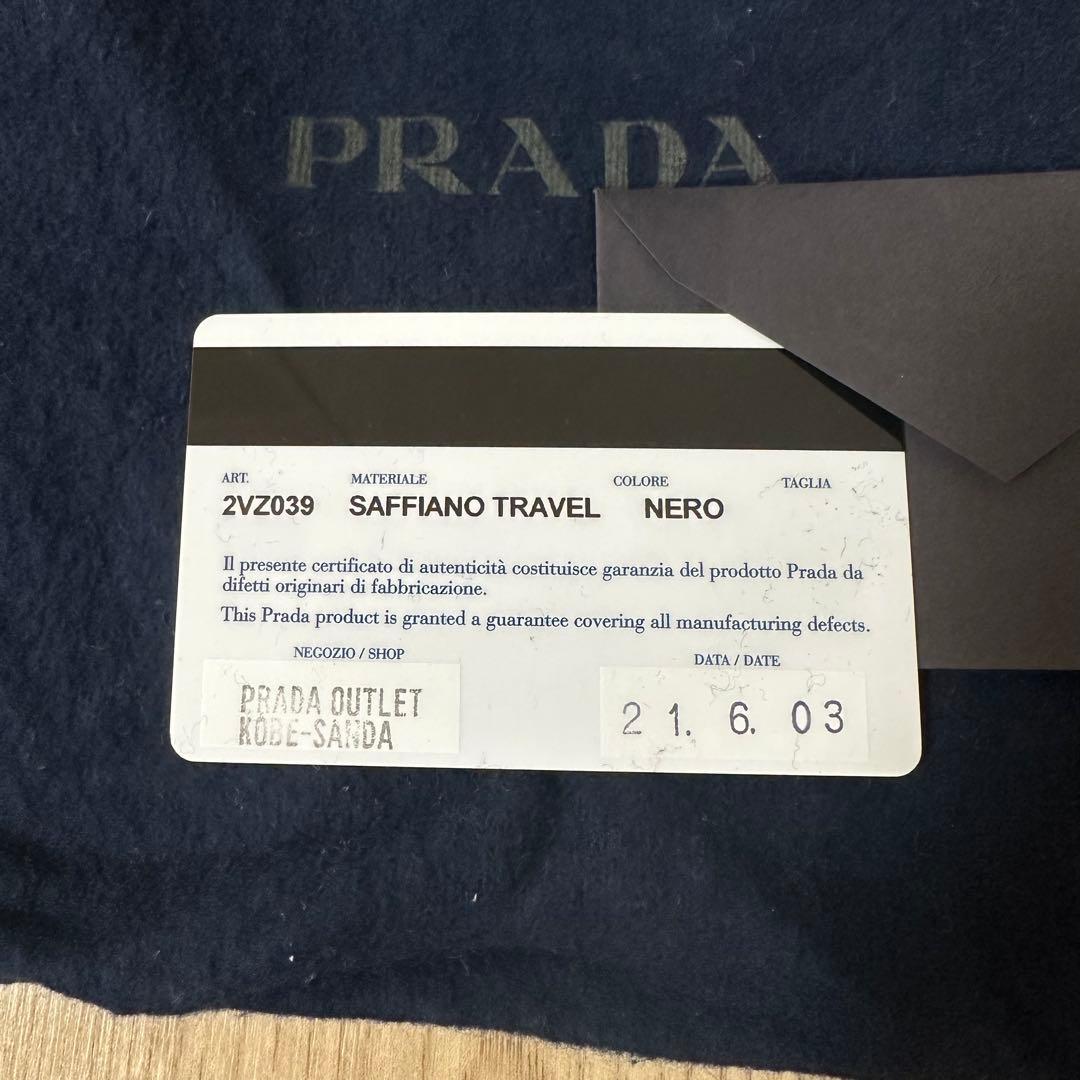 PRADA
ART. MATERIALE COLORE TAGLIA
2VZ039 SAFFIANO TRAVEL NERO
Il presente certificato di autenticità costituisce garanzia del prodotto Prada da
difetti originari di fabbricazione.
This Prada product is granted a guarantee covering all manufacturing defects.
NEGOZIO / SHOP
PRADA OUTLET
KOBE-SANDA
DATA / DATE
21. 6. 03